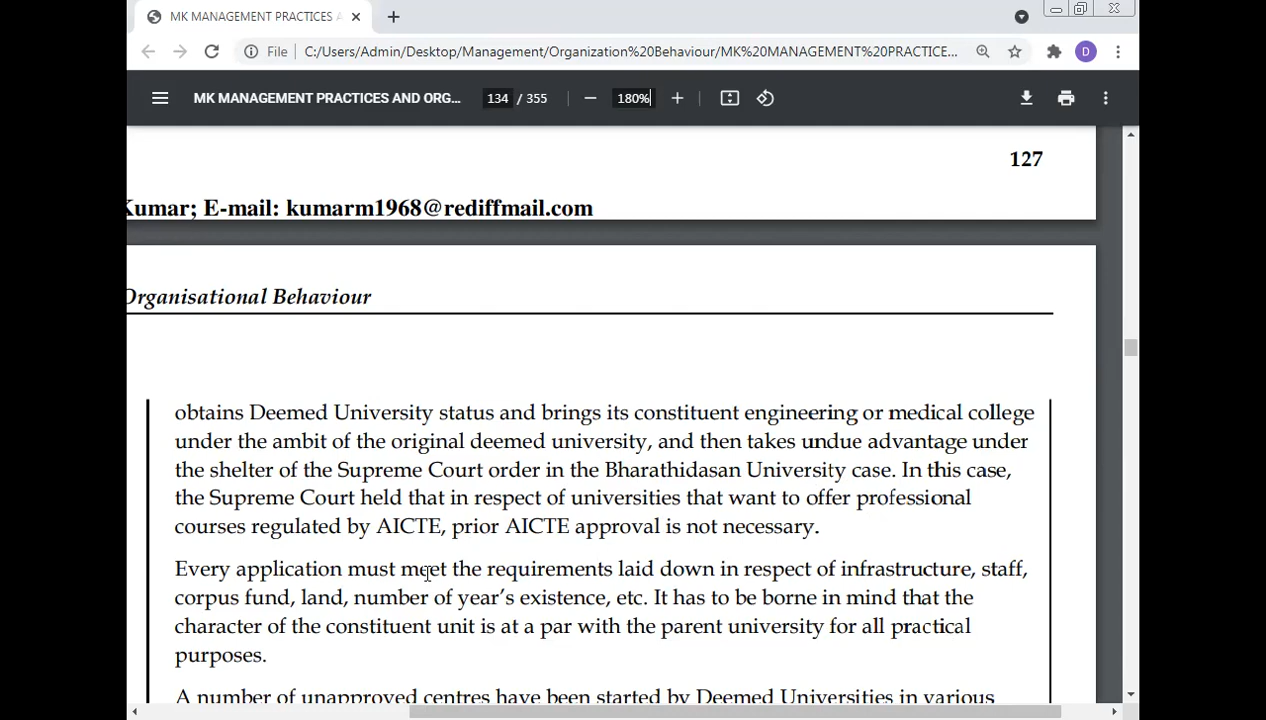 MK MANAGEMENT PRACTICES A
File C:/Users/Admin/Desktop/Management/Organization%20Behaviour/MK%20MANAGEMENT%20PRACTICE... D
MK MANAGEMENT PRACTICES AND ORG... 134 / 355 180%
127
Kumar; E-mail: kumarm1968@rediffmail.com
Organisational Behaviour
obtains Deemed University status and brings its constituent engineering or medical college
under the ambit of the original deemed university, and then takes undue advantage under
the shelter of the Supreme Court order in the Bharathidasan University case. In this case,
the Supreme Court held that in respect of universities that want to offer professional
courses regulated by AICTE, prior AICTE approval is not necessary.
Every application must meet the requirements laid down in respect of infrastructure, staff,
corpus fund, land, number of year’s existence, etc. It has to be borne in mind that the
character of the constituent unit is at a par with the parent university for all practical
purposes.
A number of unapproved centres have been started by Deemed Universities in various